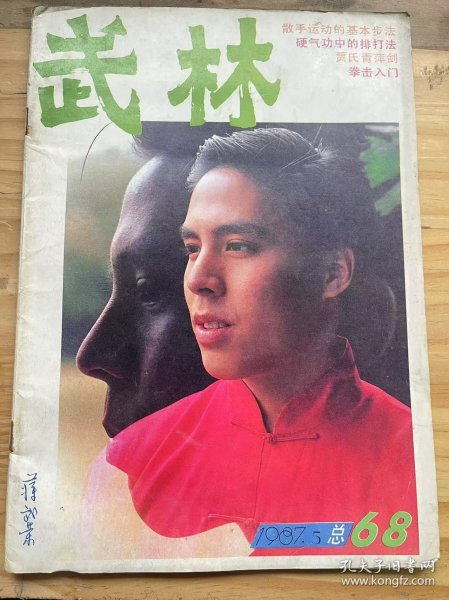 武林
散手运动的基本步法
硬气功中的排打法
贾氏青萍剑
拳击入门
1987.5 总 68
孔夫子旧书网
www.kongfz.com